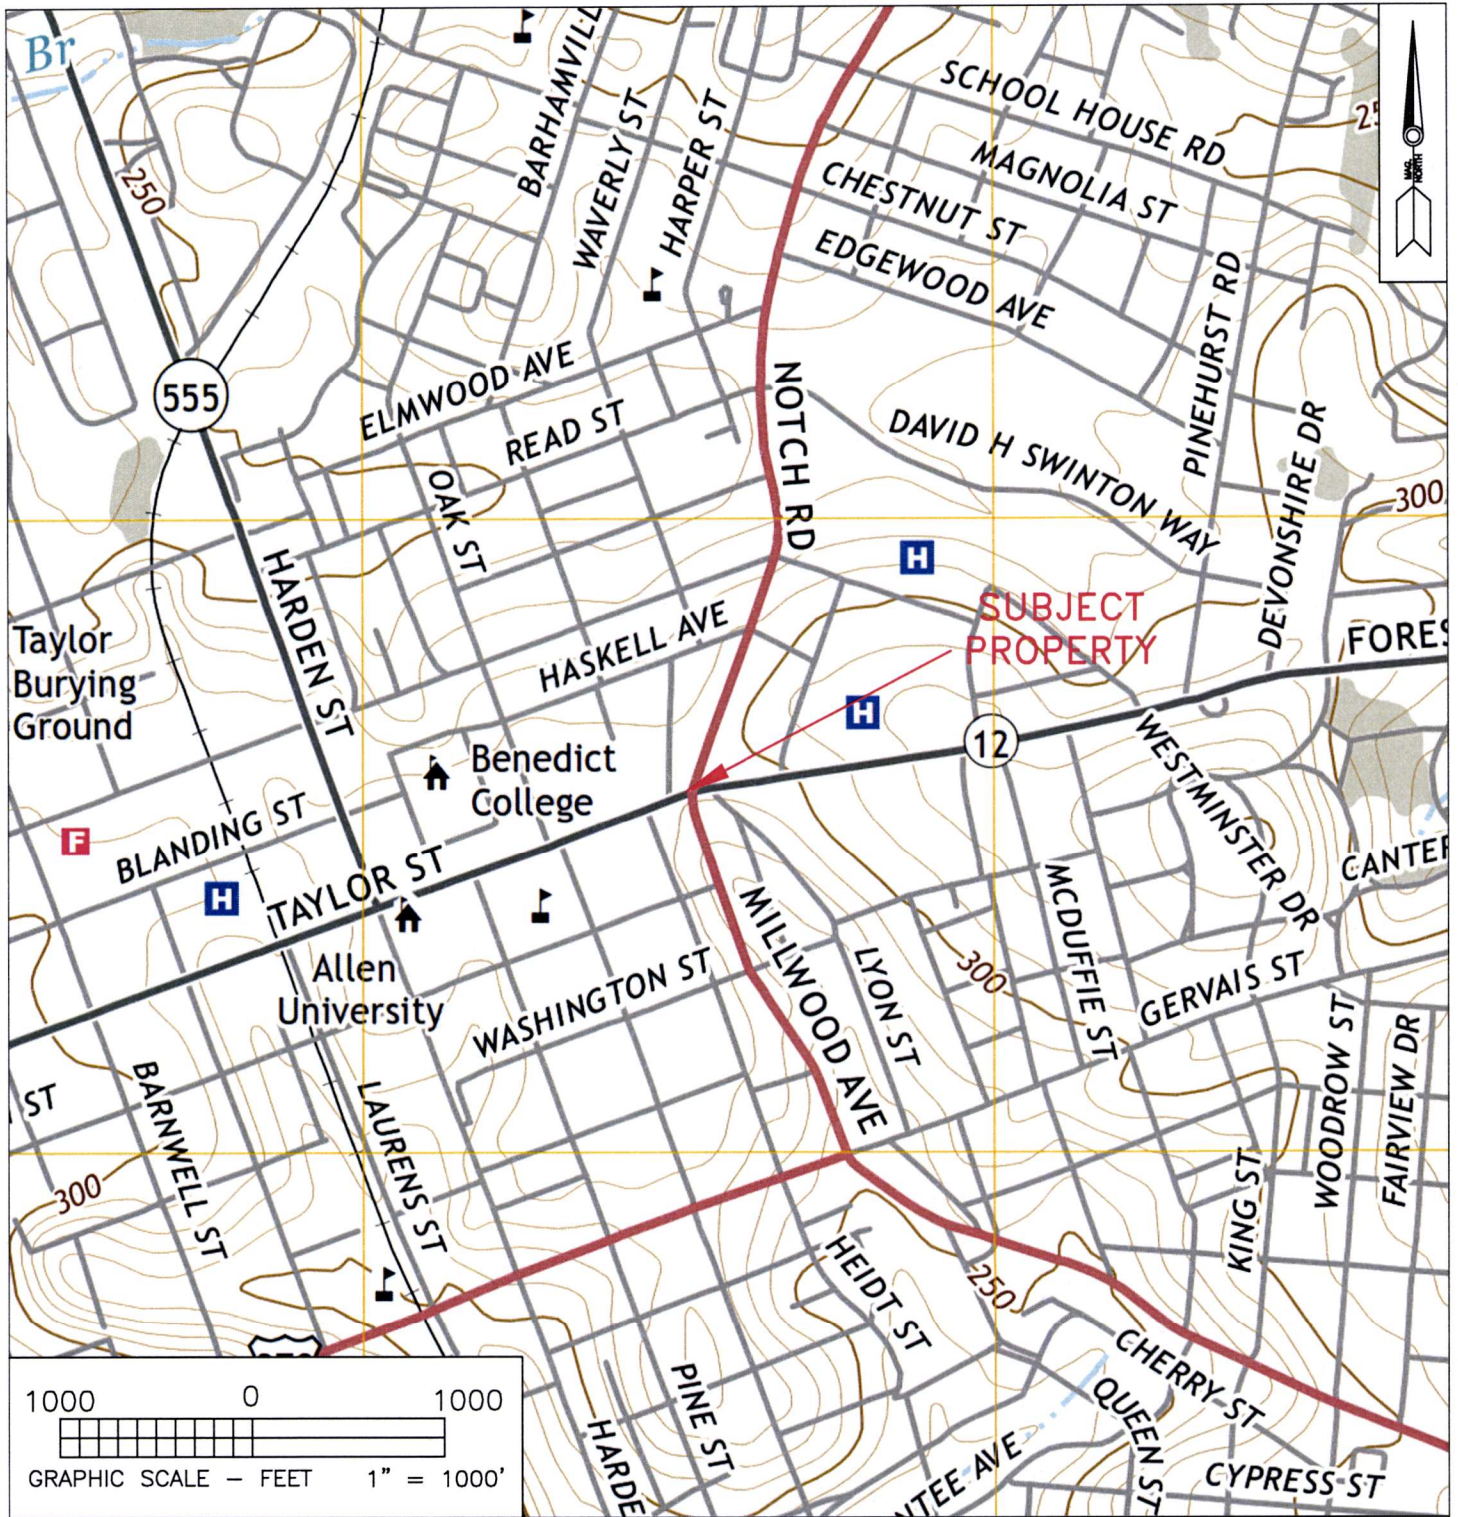 Br
BARHAMVILL
WAVERLY ST
HARPER ST
SCHOOL HOUSE RD
MAGNOLIA ST
CHESTNUT ST
EDGEWOOD AVE
25
MAG.
NORTH
250
PINEHURST RD
555
ELMWOOD AVE
READ ST
OAK ST
NOTCH RD
DAVID H SWINTON WAY
DEVONSHIRE DR
300
H
HARDEN ST
HASKELL AVE
SUBJECT
PROPERTY
FORES
Taylor
Burying
Ground
H
12
Benedict
College
WESTMINSTER DR
F
BLANDING ST
H
TAYLOR ST
CANTER
Allen
University
WASHINGTON ST
MILLWOOD AVE
LYON ST
300
MCDUFFIE ST
GERVAIS ST
WOODROW ST
FAIRVIEW DR
ST
BARNWELL ST
LAURENS ST
300
KING ST
HEIDT ST
250
CHERRY ST
PINE ST
HARDE
QUEEN ST
NTEE AVE
CYPRESS ST
1000 0 1000
GRAPHIC SCALE – FEET 1" = 1000'